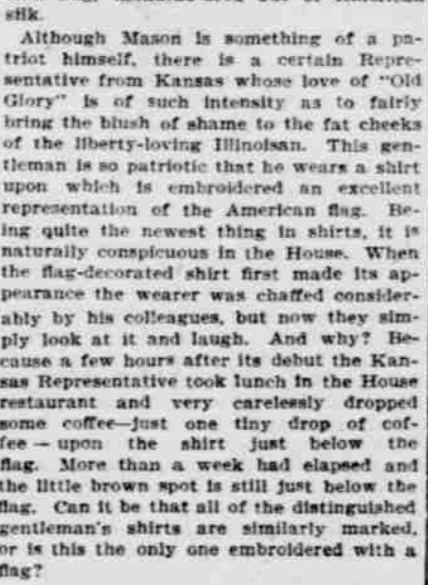 silk.
Although Mason is something of a pa-
triot himself, there is a certain Repre-
sentative from Kansas whose love of "Old
Glory" is of such intensity as to fairly
bring the blush of shame to the fat cheeks
of the liberty-loving Illinoisan. This gen-
tleman is so patriotic that he wears a shirt
upon which is embroidered an excellent
representation of the American flag. Be-
ing quite the newest thing in shirts, it is
naturally conspicuous in the House. When
the flag-decorated shirt first made its ap-
pearance the wearer was chaffed consider-
ably by his colleagues, but now they sim-
ply look at it and laugh. And why? Be-
cause a few hours after its debut the Kan-
sas Representative took lunch in the House
restaurant and very carelessly dropped
some coffee—just one tiny drop of cof-
fee — upon the shirt just below the
flag. More than a week had elapsed and
the little brown spot is still just below the
flag. Can it be that all of the distinguished
gentleman's shirts are similarly marked,
or is this the only one embroidered with a
flag?